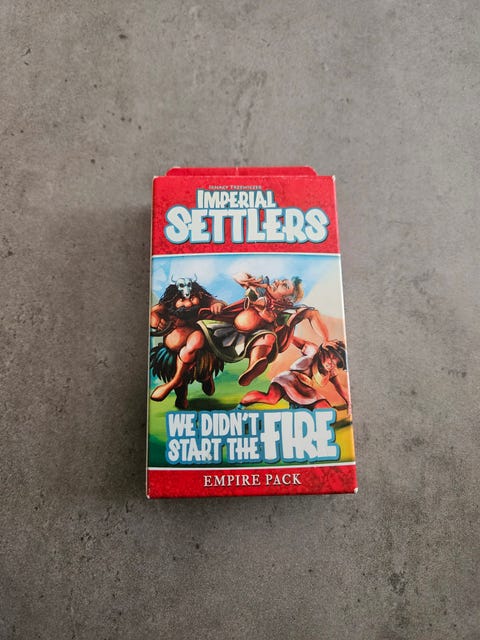 IGNACY TRZEWICZEK
IMPERIAL
SETTLERS
WE DIDN'T
START THE FIRE
EMPIRE PACK